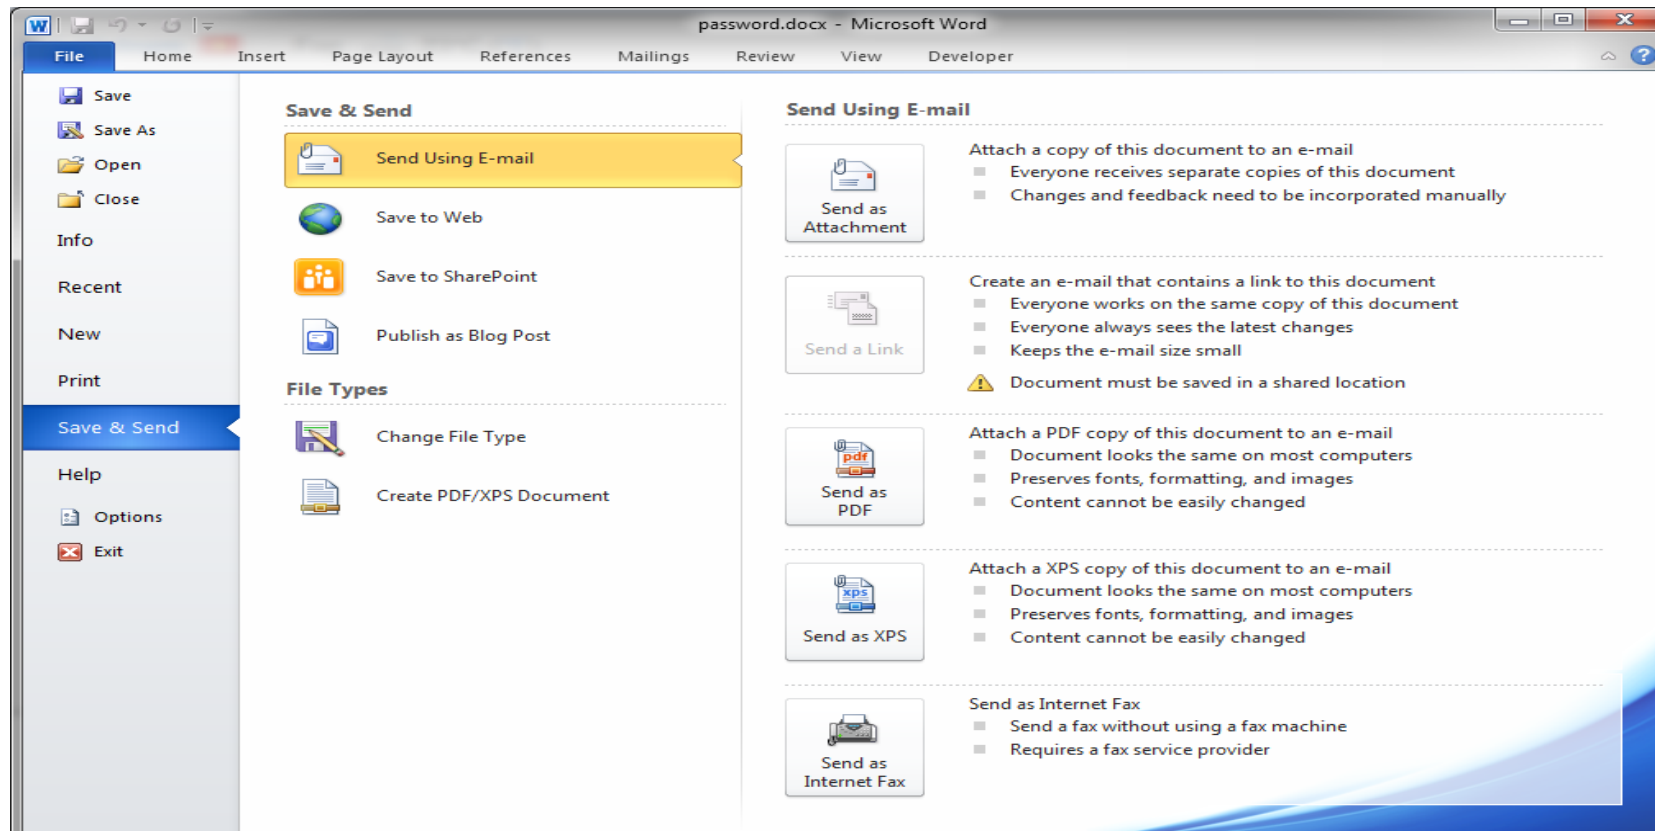 W
password.docx - Microsoft Word
File Home Insert Page Layout References Mailings Review View Developer
?
Save
Save As
Open
Close
Info
Recent
New
Print
Save & Send
Help
Options
Exit
Save & Send
Send Using E-mail
Save to Web
Save to SharePoint
Publish as Blog Post
File Types
Change File Type
Create PDF/XPS Document
Send Using E-mail
Send as
Attachment
Attach a copy of this document to an e-mail
Everyone receives separate copies of this document
Changes and feedback need to be incorporated manually
Send a Link
Create an e-mail that contains a link to this document
Everyone works on the same copy of this document
Everyone always sees the latest changes
Keeps the e-mail size small
Document must be saved in a shared location
pdf
Send as
PDF
Attach a PDF copy of this document to an e-mail
Document looks the same on most computers
Preserves fonts, formatting, and images
Content cannot be easily changed
xps
Send as XPS
Attach a XPS copy of this document to an e-mail
Document looks the same on most computers
Preserves fonts, formatting, and images
Content cannot be easily changed
Send as
Internet Fax
Send as Internet Fax
Send a fax without using a fax machine
Requires a fax service provider